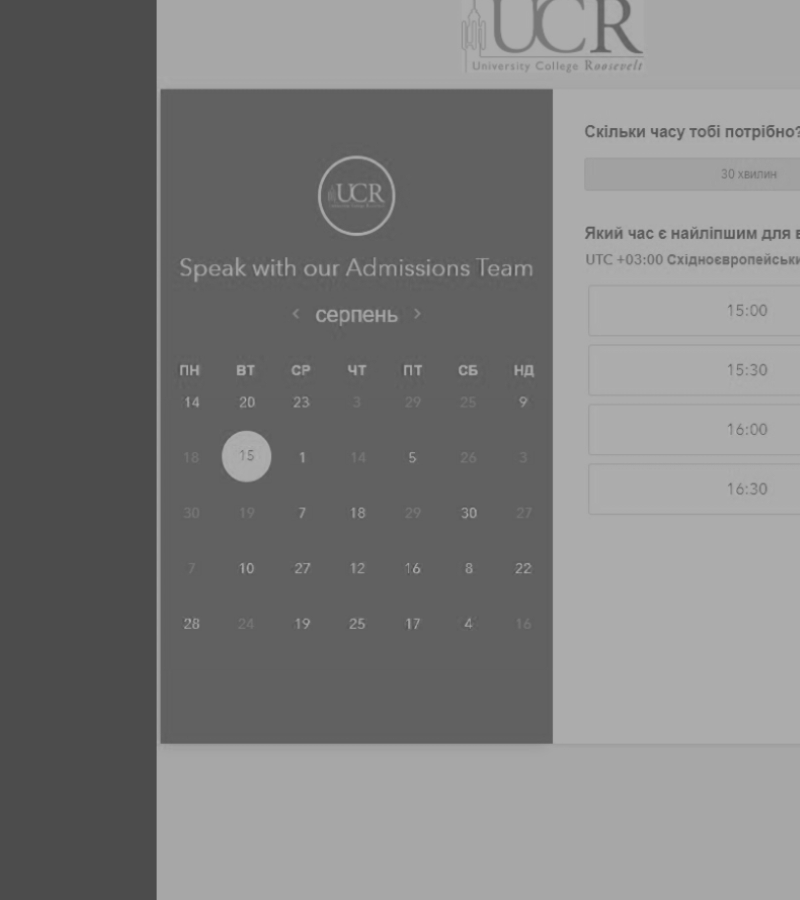 UCR
University College Roosevelt
UCR
Speak with our Admissions Team
< серпень >
ПН ВТ СР ЧТ ПТ СБ НД
14 20 23 3 29 25 9
18 15 1 14 5 26 3
30 19 7 18 29 30 27
7 10 27 12 16 8 22
28 24 19 25 17 4 16
Скільки часу тобі потрібно?
30 хвилин
Який час є найліпшим для
UTC +03:00 Східноєвропейськи
15:00
15:30
16:00
16:30